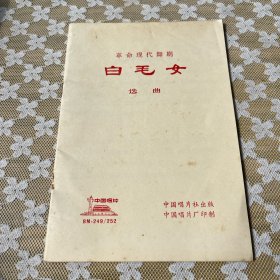 革命现代舞剧
白毛女
选曲
中国唱片
BM-249/252
中国唱片社出版
中国唱片厂印制